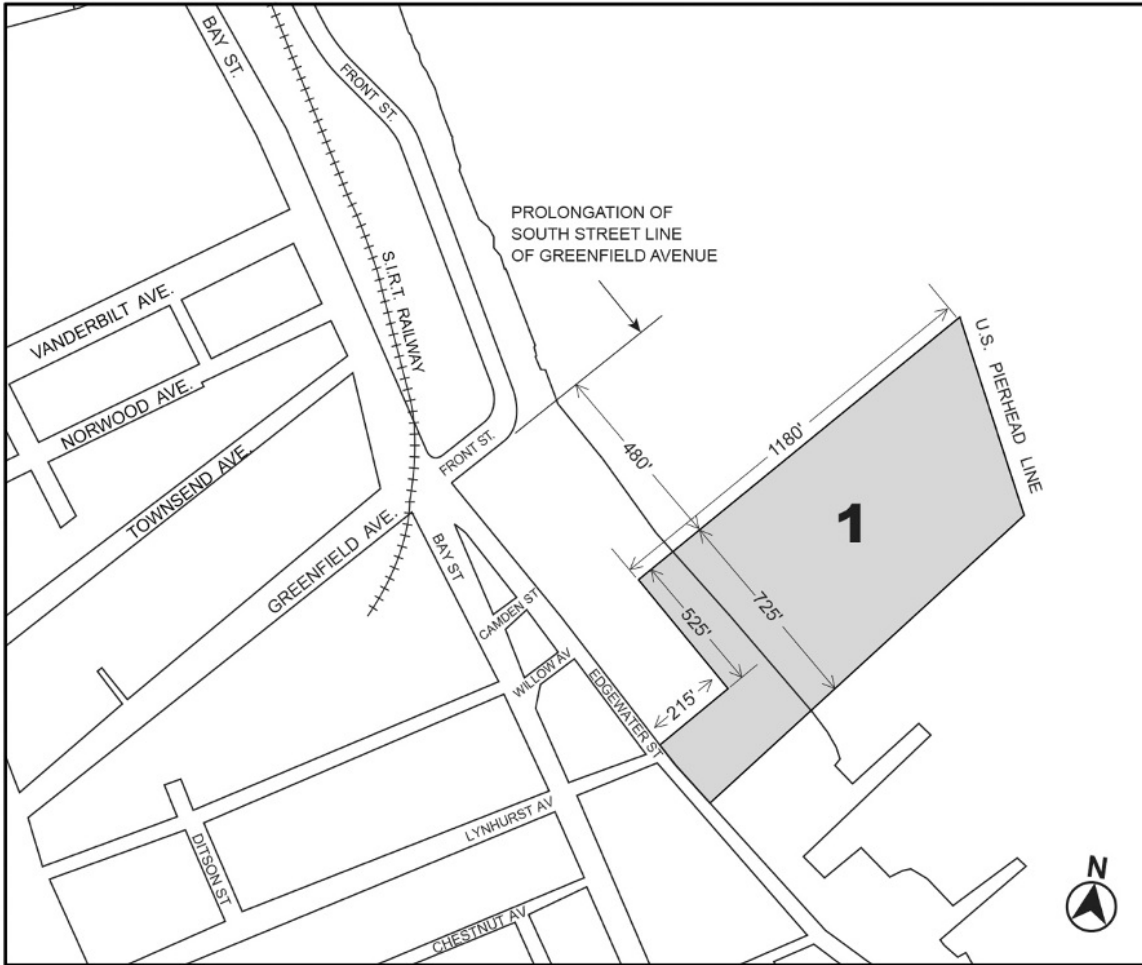 BAY ST.
FRONT ST.
PROLONGATION OF
SOUTH STREET LINE
OF GREENFIELD AVENUE
S.I.R.T. RAILWAY
VANDERBILT AVE.
NORWOOD AVE.
TOWNSEND AVE.
GREENFIELD AVE.
FRONT ST.
U.S. PIERHEAD LINE
1180'
480'
1
725'
525'
215'
BAY ST
CAMDEN ST
WILLOW AV
EDGEWATER ST
LYNHURST AV
DITSON ST
CHESTNUT AV
N